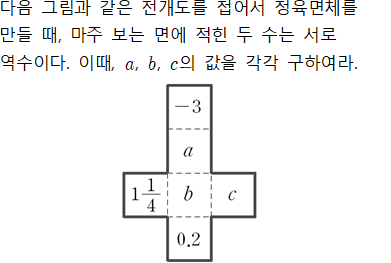 다음 그림과 같은 전개도를 접어서 정육면체를
만들 때, 마주 보는 면에 적힌 두 수는 서로
역수이다. 이때, a, b, c의 값을 각각 구하여라.
−3
a
1 1/4 b c
0.2